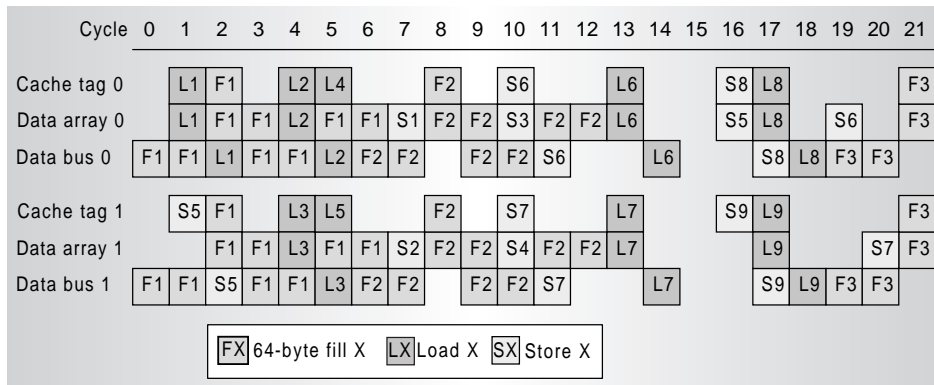 Cycle 0 1 2 3 4 5 6 7 8 9 10 11 12 13 14 15 16 17 18 19 20 21
Cache tag 0 L1 F1 L2 L4 F2 S6 L6 S8 L8 F3
Data array 0 L1 F1 F1 L2 F1 F1 S1 F2 F2 S3 F2 F2 L6 S5 L8 S6 F3
Data bus 0 F1 F1 L1 F1 F1 L2 F2 F2 F2 F2 S6 L6 S8 L8 F3 F3
Cache tag 1 S5 F1 L3 L5 F2 S7 L7 S9 L9 F3
Data array 1 F1 F1 L3 F1 F1 S2 F2 F2 S4 F2 F2 L7 L9 S7 F3
Data bus 1 F1 F1 S5 F1 F1 L3 F2 F2 F2 F2 S7 L7 S9 L9 F3 F3
FX 64-byte fill X LX Load X SX Store X